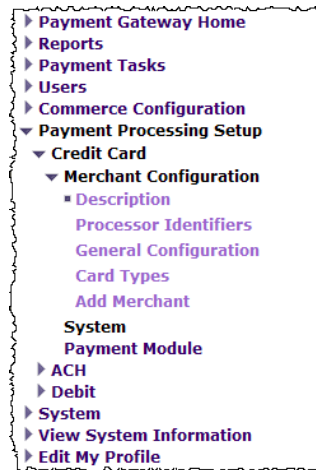 Payment Gateway Home
Reports
Payment Tasks
Users
Commerce Configuration
Payment Processing Setup
Credit Card
Merchant Configuration
Description
Processor Identifiers
General Configuration
Card Types
Add Merchant
System
Payment Module
ACH
Debit
System
View System Information
Edit My Profile